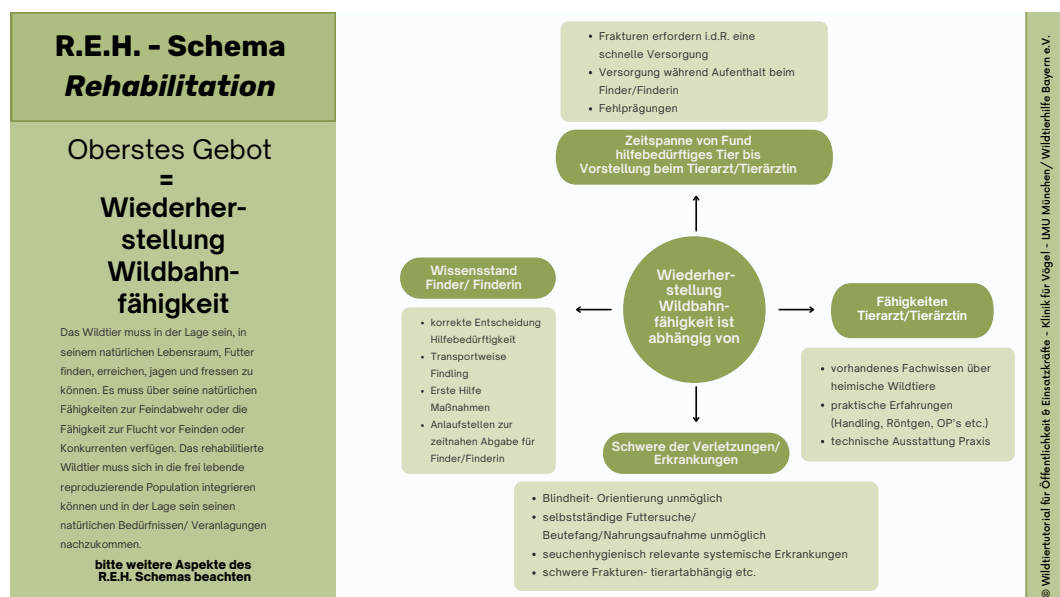 R.E.H. - Schema
Rehabilitation
Oberstes Gebot
=
Wiederher-
stellung
Wildbahn-
fähigkeit
Das Wildtier muss in der Lage sein, in
seinem natürlichen Lebensraum, Futter
finden, erreichen, jagen und fressen zu
können. Es muss über seine natürlichen
Fähigkeiten zur Feindabwehr oder die
Fähigkeit zur Flucht vor Feinden oder
Konkurrenten verfügen. Das rehabilitierte
Wildtier muss sich in die frei lebende
reproduzierende Population integrieren
können und in der Lage sein seinen
natürlichen Bedürfnissen/ Veranlagungen
nachzukommen.
bitte weitere Aspekte des
R.E.H. Schemas beachten
• Frakturen erfordern i.d.R. eine
schnelle Versorgung
• Versorgung während Aufenthalt beim
Finder/Finderin
• Fehlprägungen
Zeitspanne von Fund
hilfebedürftiges Tier bis
Vorstellung beim Tierarzt/Tierärztin
Wissensstand
Finder/ Finderin
• korrekte Entscheidung
Hilfebedürftigkeit
• Transportweise
Findling
• Erste Hilfe
Maßnahmen
• Anlaufstellen zur
zeitnahen Abgabe für
Finder/Finderin
Wiederher-
stellung
Wildbahn-
fähigkeit ist
abhängig von
Fähigkeiten
Tierarzt/Tierärztin
• vorhandenes Fachwissen über
heimische Wildtiere
• praktische Erfahrungen
(Handling, Röntgen, OP's etc.)
• technische Ausstattung Praxis
Schwere der Verletzungen/
Erkrankungen
• Blindheit- Orientierung unmöglich
• selbstständige Futtersuche/
Beutefang/Nahrungsaufnahme unmöglich
• seuchenhygienisch relevante systemische Erkrankungen
• schwere Frakturen- tierartabhängig etc.
© Wildtiertutorial für Öffentlichkeit & Einsatzkräfte - Klinik für Vögel - LMU München/ Wildtierhilfe Bayern e.V.